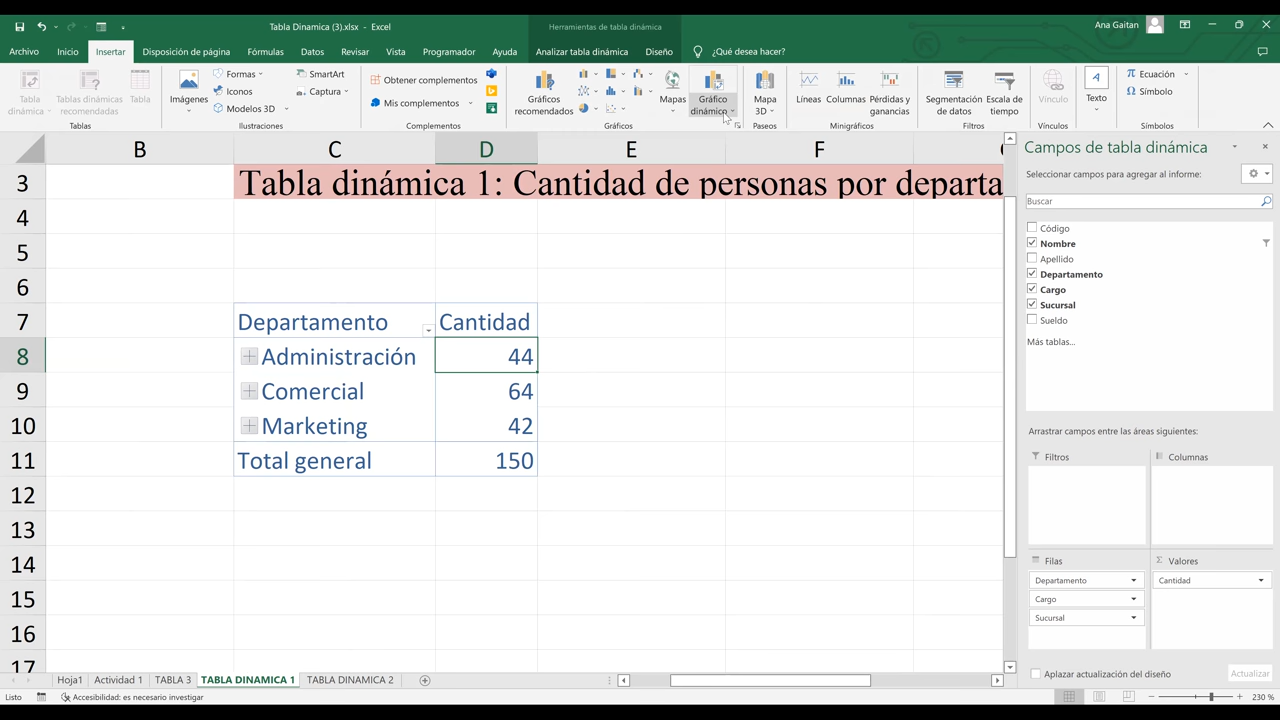 Tabla Dinamica (3).xlsx - Excel
Herramientas de tabla dinámica
Ana Gaitan
Archivo Inicio Insertar Disposición de página Fórmulas Datos Revisar Vista Programador Ayuda Analizar tabla dinámica Diseño ¿Qué desea hacer?
Tabla dinámica
Tablas dinámicas recomendadas
Tabla
Tablas
Imágenes
Formas
Iconos
Modelos 3D
SmartArt
Captura
Ilustraciones
Obtener complementos
Mis complementos
Complementos
Gráficos recomendados
Mapas
Gráfico dinámico
Gráficos
Mapa 3D
Paseos
Líneas
Columnas
Pérdidas y ganancias
Minigráficos
Segmentación de datos
Escala de tiempo
Filtros
Vínculo
Vínculos
Texto
Ecuación
Símbolo
Símbolos
B C D E F
3 Tabla dinámica 1: Cantidad de personas por departa
4
5
6
7 Departamento Cantidad
8 Administración 44
9 Comercial 64
10 Marketing 42
11 Total general 150
12
13
14
15
16
17
Campos de tabla dinámica
Seleccionar campos para agregar al informe:
Buscar
Código
Nombre
Apellido
Departamento
Cargo
Sucursal
Sueldo
Más tablas...
Arrastrar campos entre las áreas siguientes:
Filtros Columnas
Filas Valores
Departamento Cantidad
Cargo
Sucursal
Aplazar actualización del diseño Actualizar
Hoja1 Actividad 1 TABLA 3 TABLA DINAMICA 1 TABLA DINAMICA 2
Listo Accesibilidad: es necesario investigar 230 %